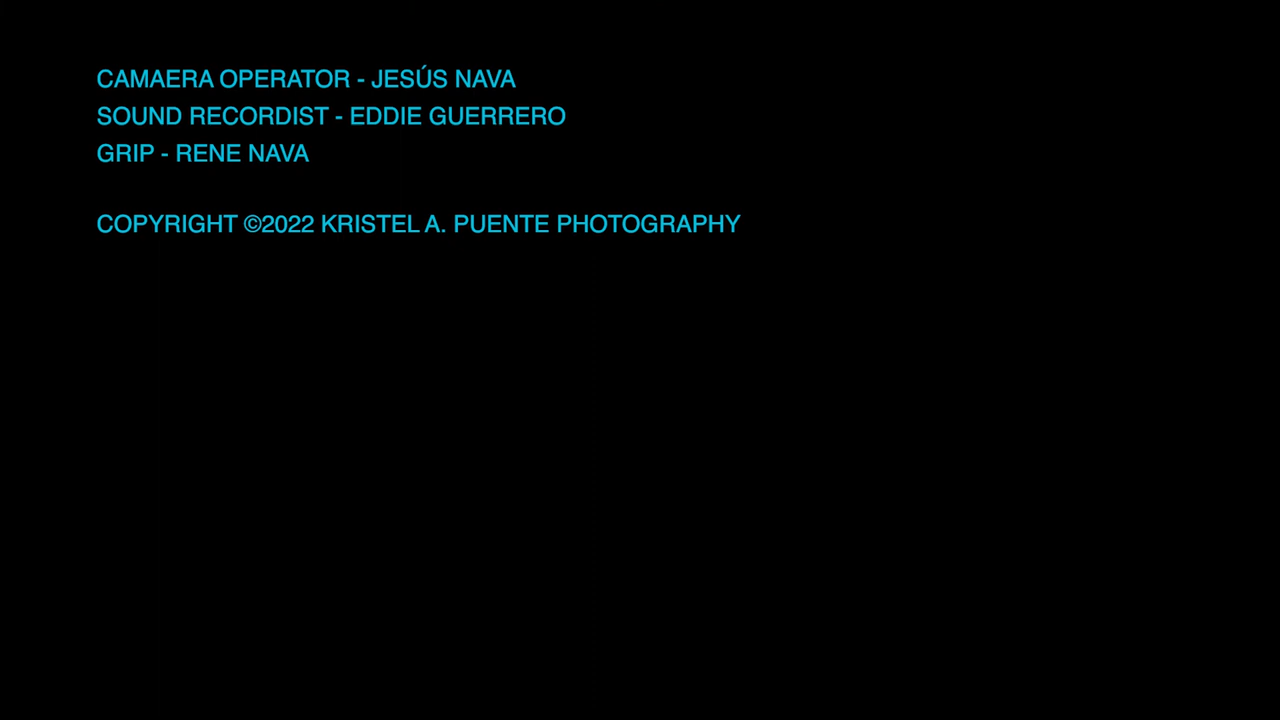 CAMAERA OPERATOR - JESÚS NAVA
SOUND RECORDIST - EDDIE GUERRERO
GRIP - RENE NAVA
COPYRIGHT ©2022 KRISTEL A. PUENTE PHOTOGRAPHY